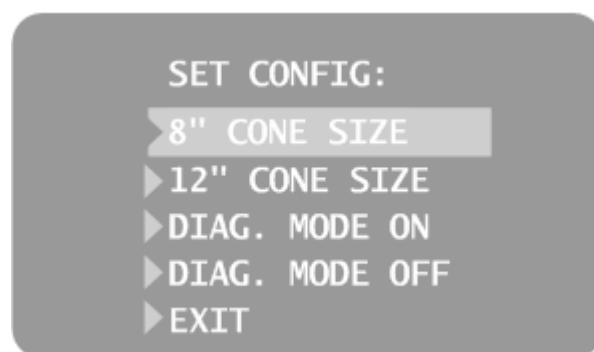 SET CONFIG:
8" CONE SIZE
12" CONE SIZE
DIAG. MODE ON
DIAG. MODE OFF
EXIT